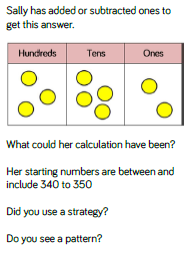 Sally has added or subtracted ones to
get this answer.
Hundreds Tens Ones
What could her calculation have been?
Her starting numbers are between and
include 340 to 350
Did you use a strategy?
Do you see a pattern?